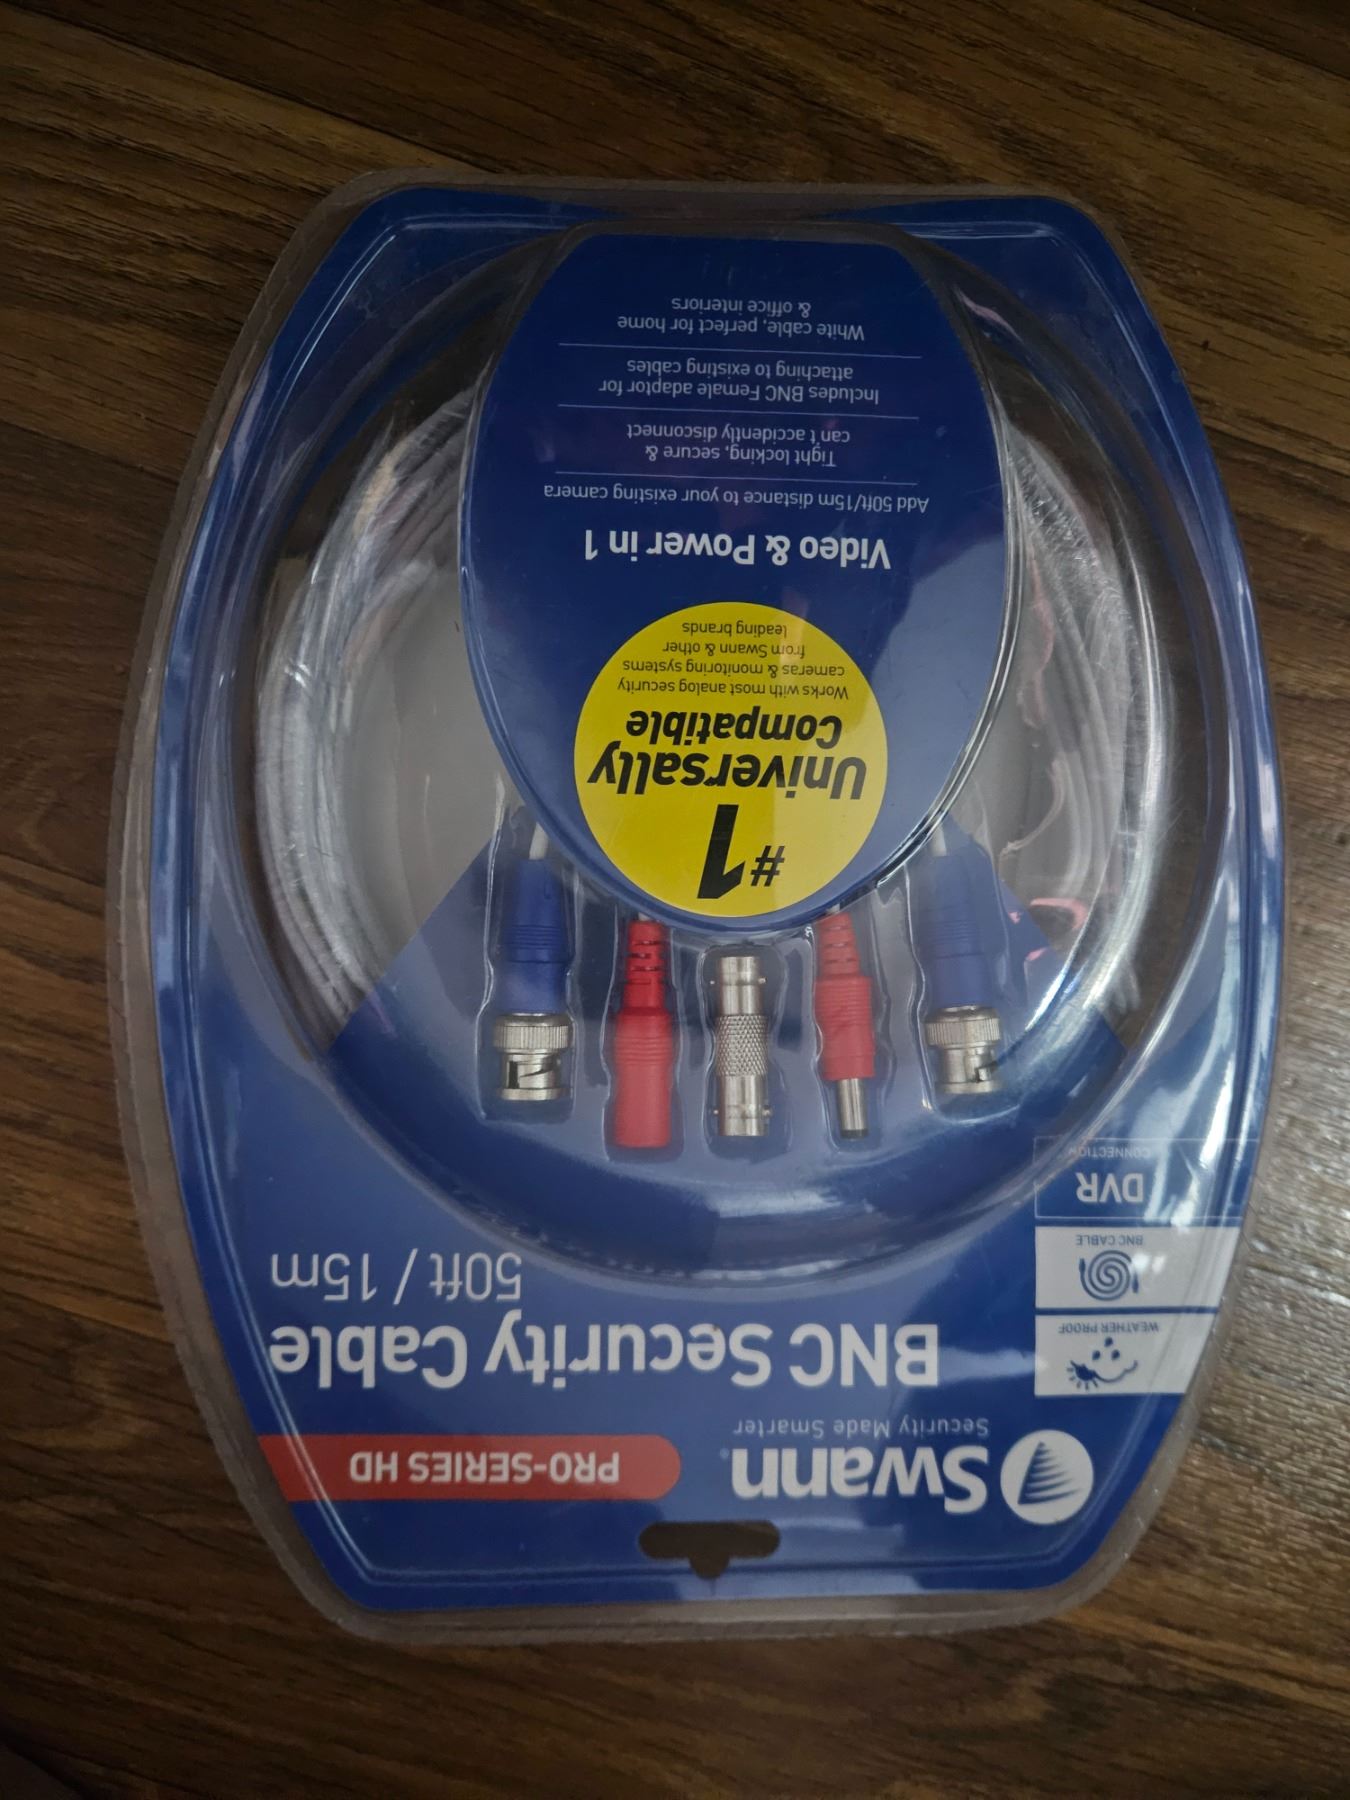 Swann
Security Made Smarter
PRO-SERIES HD
BNC Security Cable
50ft / 15m
WEATHER PROOF
BNC CABLE
DVR
CONNECTION
#1
Universally
Compatible
Works with most analog security
cameras & monitoring systems
from Swann & other
leading brands
Video & Power in 1
Add 50ft/15m distance to your existing camera
Tight locking, secure &
can't accidently disconnect
Includes BNC Female adaptor for
attaching to existing cables
White cable, perfect for home
& office interiors